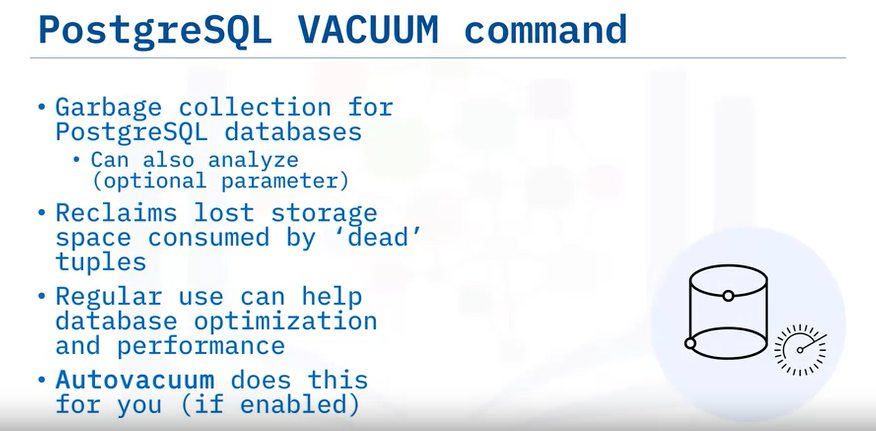 PostgreSQL VACUUM command
• Garbage collection for
PostgreSQL databases
• Can also analyze
(optional parameter)
• Reclaims lost storage
space consumed by ‘dead’
tuples
• Regular use can help
database optimization
and performance
• Autovacuum does this
for you (if enabled)